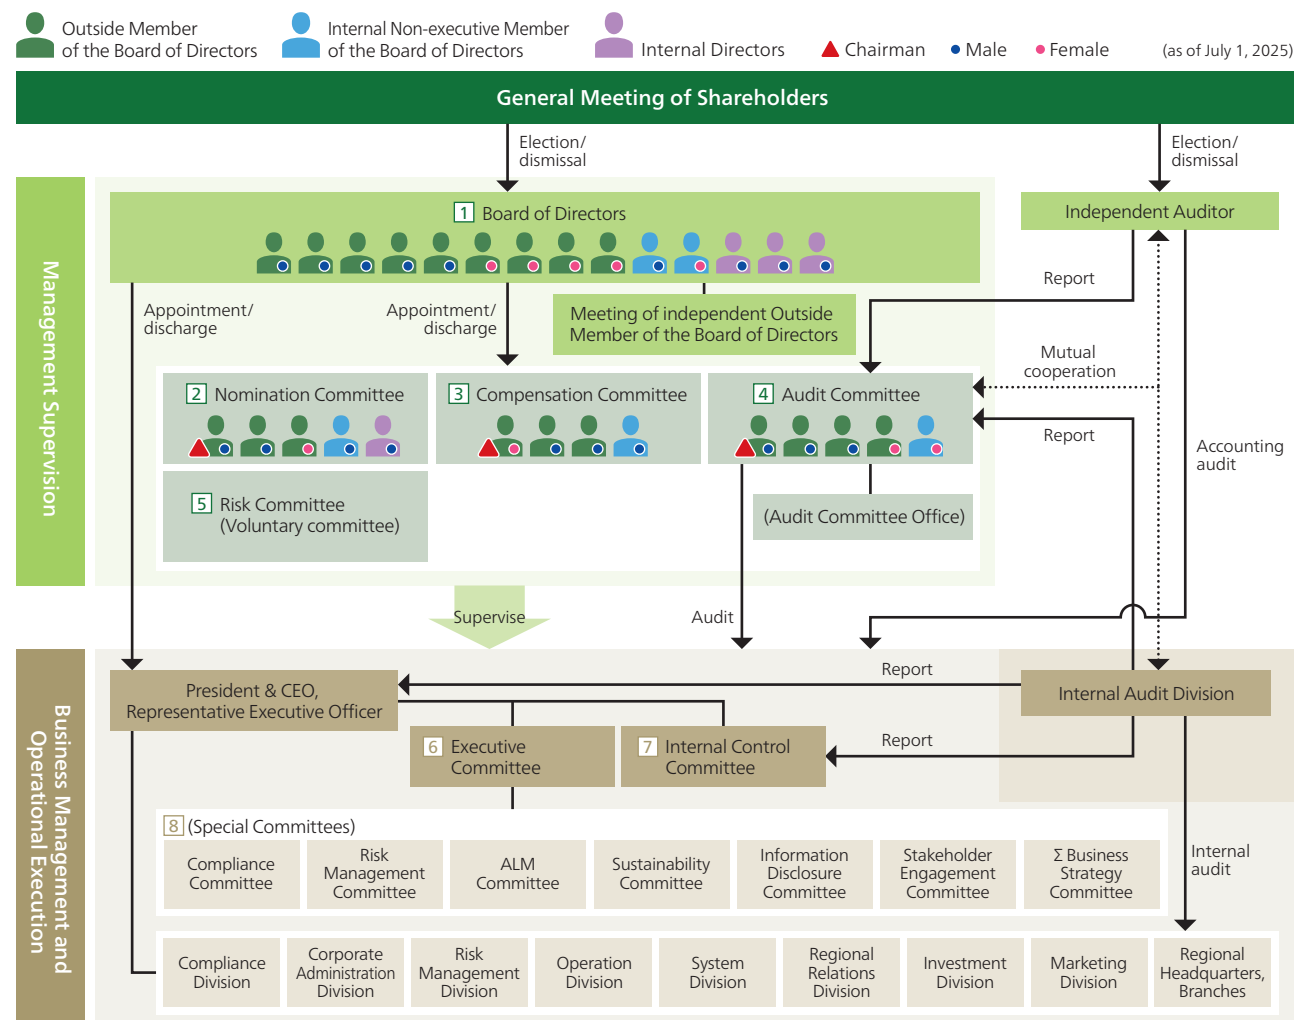 Outside Member
of the Board of Directors
Internal Non-executive Member
of the Board of Directors
Internal Directors
Chairman
Male
Female
(as of July 1, 2025)
General Meeting of Shareholders
Election/
dismissal
Election/
dismissal
Management Supervision
1 Board of Directors
Independent Auditor
Appointment/
discharge
Appointment/
discharge
Meeting of independent Outside
Member of the Board of Directors
Report
Mutual
cooperation
2 Nomination Committee
3 Compensation Committee
4 Audit Committee
Report
Accounting
audit
5 Risk Committee
(Voluntary committee)
(Audit Committee Office)
Supervise
Audit
Business Management and
Operational Execution
President & CEO,
Representative Executive Officer
Report
Internal Audit Division
6 Executive
Committee
7 Internal Control
Committee
Report
8 (Special Committees)
Compliance
Committee
Risk
Management
Committee
ALM
Committee
Sustainability
Committee
Information
Disclosure
Committee
Stakeholder
Engagement
Committee
Σ Business
Strategy
Committee
Internal
audit
Compliance
Division
Corporate
Administration
Division
Risk
Management
Division
Operation
Division
System
Division
Regional
Relations
Division
Investment
Division
Marketing
Division
Regional
Headquarters,
Branches